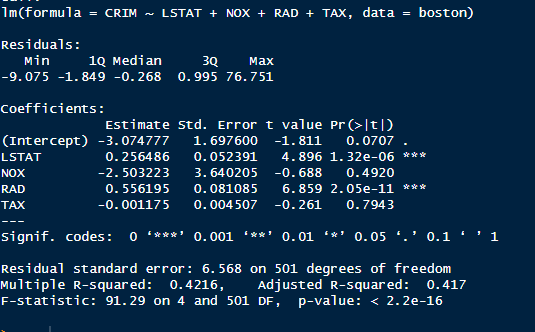 lm(formula = CRIM ~ LSTAT + NOX + RAD + TAX, data = boston)
Residuals:
Min 1Q Median 3Q Max
-9.075 -1.849 -0.268 0.995 76.751
Coefficients:
Estimate Std. Error t value Pr(>|t|)
(Intercept) -3.074777 1.697600 -1.811 0.0707 .
LSTAT 0.256486 0.052391 4.896 1.32e-06 ***
NOX -2.503223 3.640205 -0.688 0.4920
RAD 0.556195 0.081085 6.859 2.05e-11 ***
TAX -0.001175 0.004507 -0.261 0.7943
---
Signif. codes: 0 ‘***’ 0.001 ‘**’ 0.01 ‘*’ 0.05 ‘.’ 0.1 ‘ ’ 1
Residual standard error: 6.568 on 501 degrees of freedom
Multiple R-squared: 0.4216, Adjusted R-squared: 0.417
F-statistic: 91.29 on 4 and 501 DF, p-value: < 2.2e-16